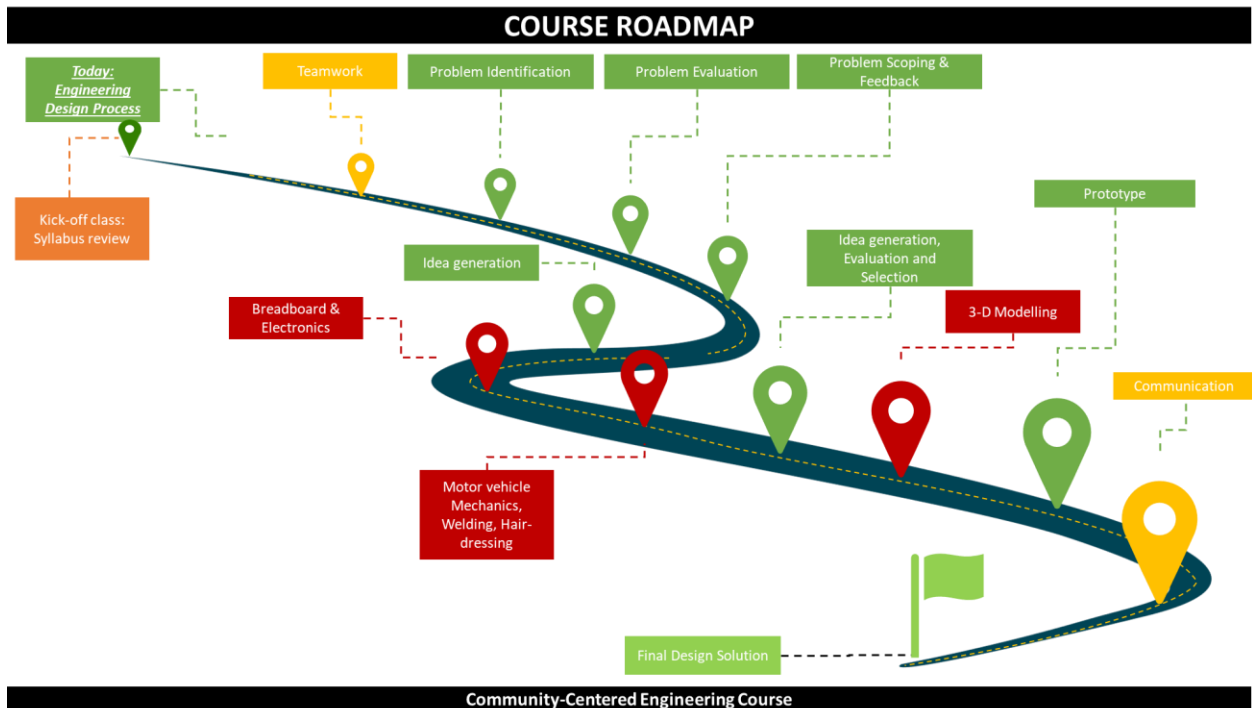 COURSE ROADMAP
Today:
Engineering
Design Process
Teamwork
Problem Identification
Problem Evaluation
Problem Scoping &
Feedback
Kick-off class:
Syllabus review
Prototype
Idea generation
Idea generation,
Evaluation and
Selection
Breadboard &
Electronics
3-D Modelling
Communication
Motor vehicle
Mechanics,
Welding, Hair-
dressing
Final Design Solution
Community-Centered Engineering Course